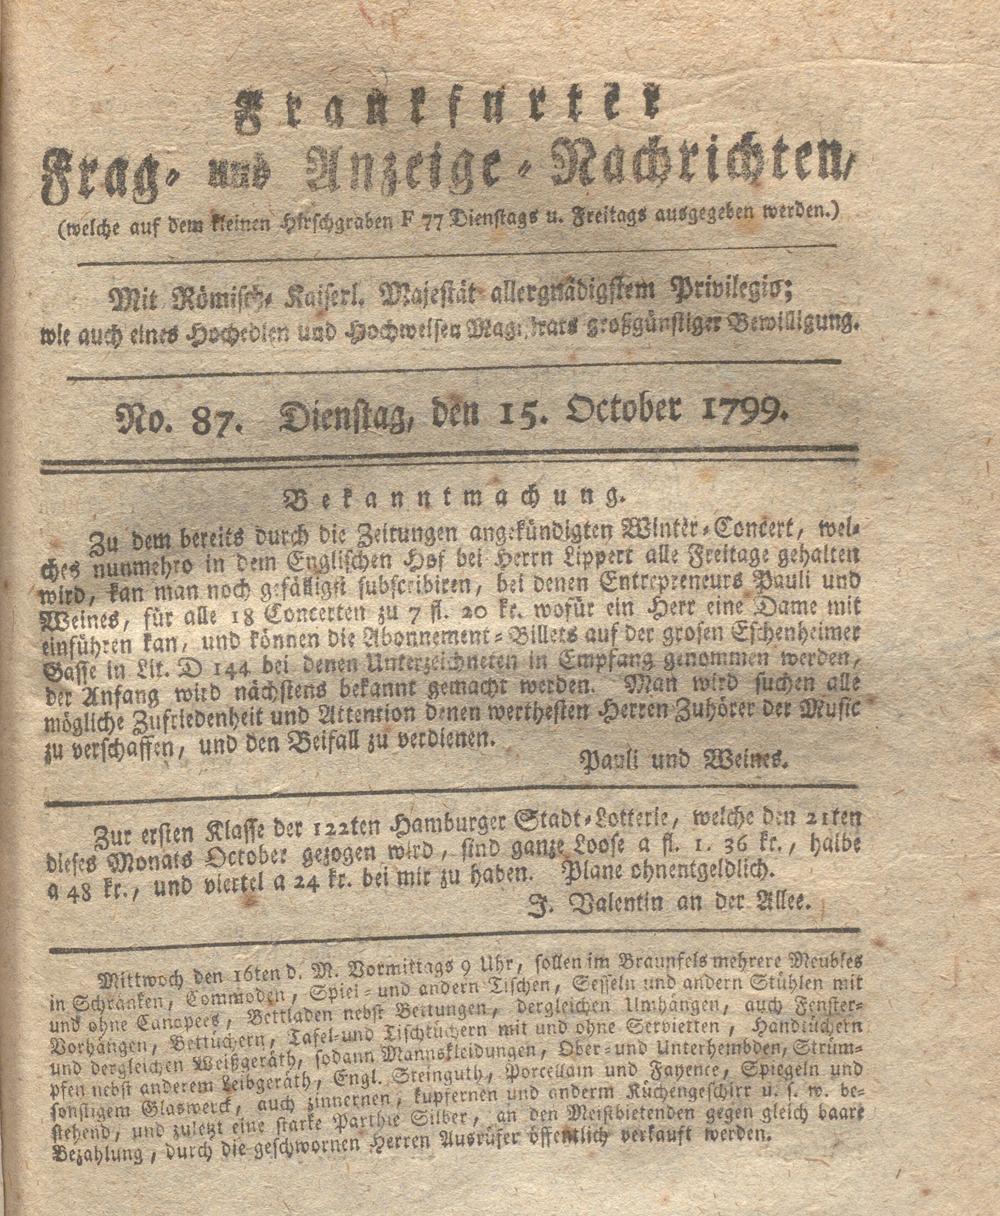 Frankfurter
Frag- und Anzeige-Nachrichten,
(welche auf dem kleinen Hirschgraben F 77 Dienstags u. Freitags ausgegeben werden.)
Mit Römisch- Kaiserl. Majestät allergnädigstem Privilegio;
wie auch eines Hochedlen und Hochweisen Magistrats großgünstiger Bewilligung.
No. 87. Dienstag, den 15. October 1799.
Bekanntmachung.
Zu dem bereits durch die Zeitungen angekündigten Winter-Concert, wel-
ches nunmehro in dem Englischen Hof bei Herrn Lippert alle Freitage gehalten
wird, kan man noch gefälligst subscribiren, bei denen Entrepreneurs Pauli und
Weines, für alle 18 Concerten zu 7 fl. 20 kr. wofür ein Herr eine Dame mit
einführen kan, und können die Abonnement-Billets auf der grosen Eschenheimer
Gasse in Lit. D 144 bei denen Unterzeichneten in Empfang genommen werden,
der Anfang wird nächstens bekannt gemacht werden. Man wird suchen alle
mögliche Zufriedenheit und Attention denen werthesten Herren Zuhörer der Music
zu verschaffen, und den Beifall zu verdienen.
Pauli und Weines.
Zur ersten Klasse der 122ten Hamburger Stadt-Lotterie, welche den 21ten
dieses Monats October gezogen wird, sind ganze Loose a fl. 1. 36 kr., halbe
a 48 kr., und viertel a 24 kr. bei mir zu haben. Plane ohnentgeldlich.
J. Valentin an der Allee.
Mittwoch den 16ten d. M. Vormittags 9 Uhr, sollen im Braunfels mehrere Meubles
in Schränken, Commoden, Spiel- und andern Tischen, Sesseln und andern Stühlen mit
und ohne Canapees, Bettladen nebst Bettungen, dergleichen Umhängen, auch Fenster-
Vorhängen, Bettüchern, Tafel-und Tischtüchern mit und ohne Servietten, Handtüchern
und dergleichen Weißgeräth, sodann Mannskleidungen, Ober-und Unterhembden, Strüm-
pfen nebst anderem Leibgeräth, Engl. Steinguth, Porcellain und Fayence, Spiegeln und
sonstigem Glaswerck, auch zinnernen, kupfernen und anderm Küchengeschirr u. s. w. be-
stehend, und zuletzt eine starke Parthie Silber, an den Meistbietenden gegen gleich baare
Bezahlung, durch die geschwornen Herren Ausrüfer öffentlich verkauft werden.